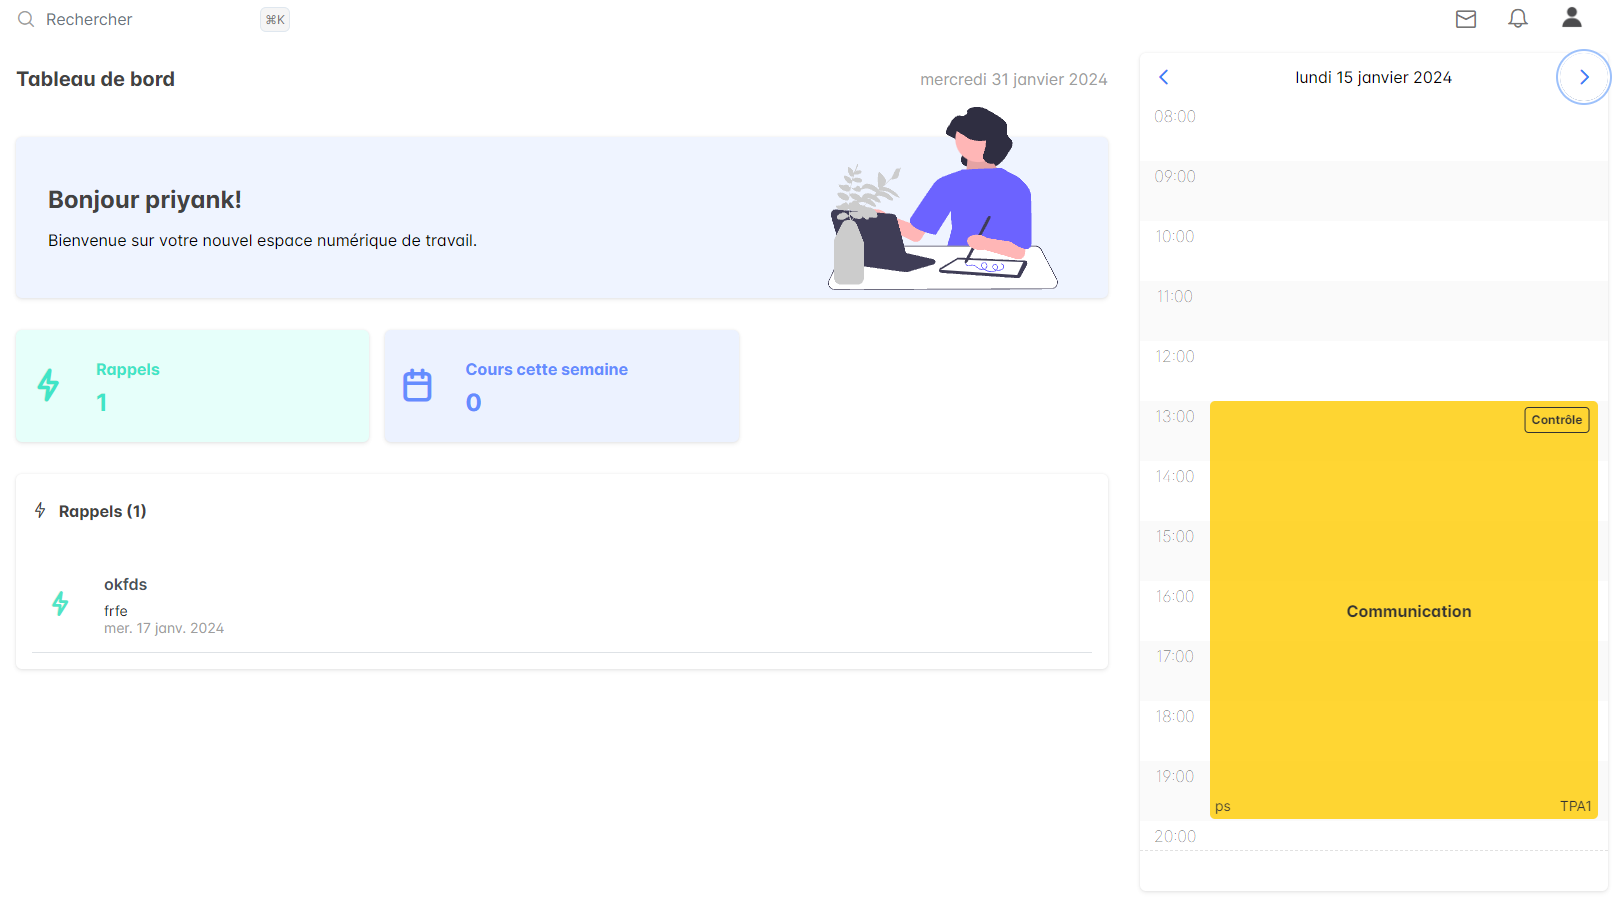 Rechercher
⌘K
Tableau de bord
mercredi 31 janvier 2024
Bonjour priyank!
Bienvenue sur votre nouvel espace numérique de travail.
Rappels
1
Cours cette semaine
0
Rappels (1)
okfds
frfe
mer. 17 janv. 2024
lundi 15 janvier 2024
08:00
09:00
10:00
11:00
12:00
13:00
Contrôle
14:00
15:00
16:00
Communication
17:00
18:00
19:00
ps
TPA1
20:00